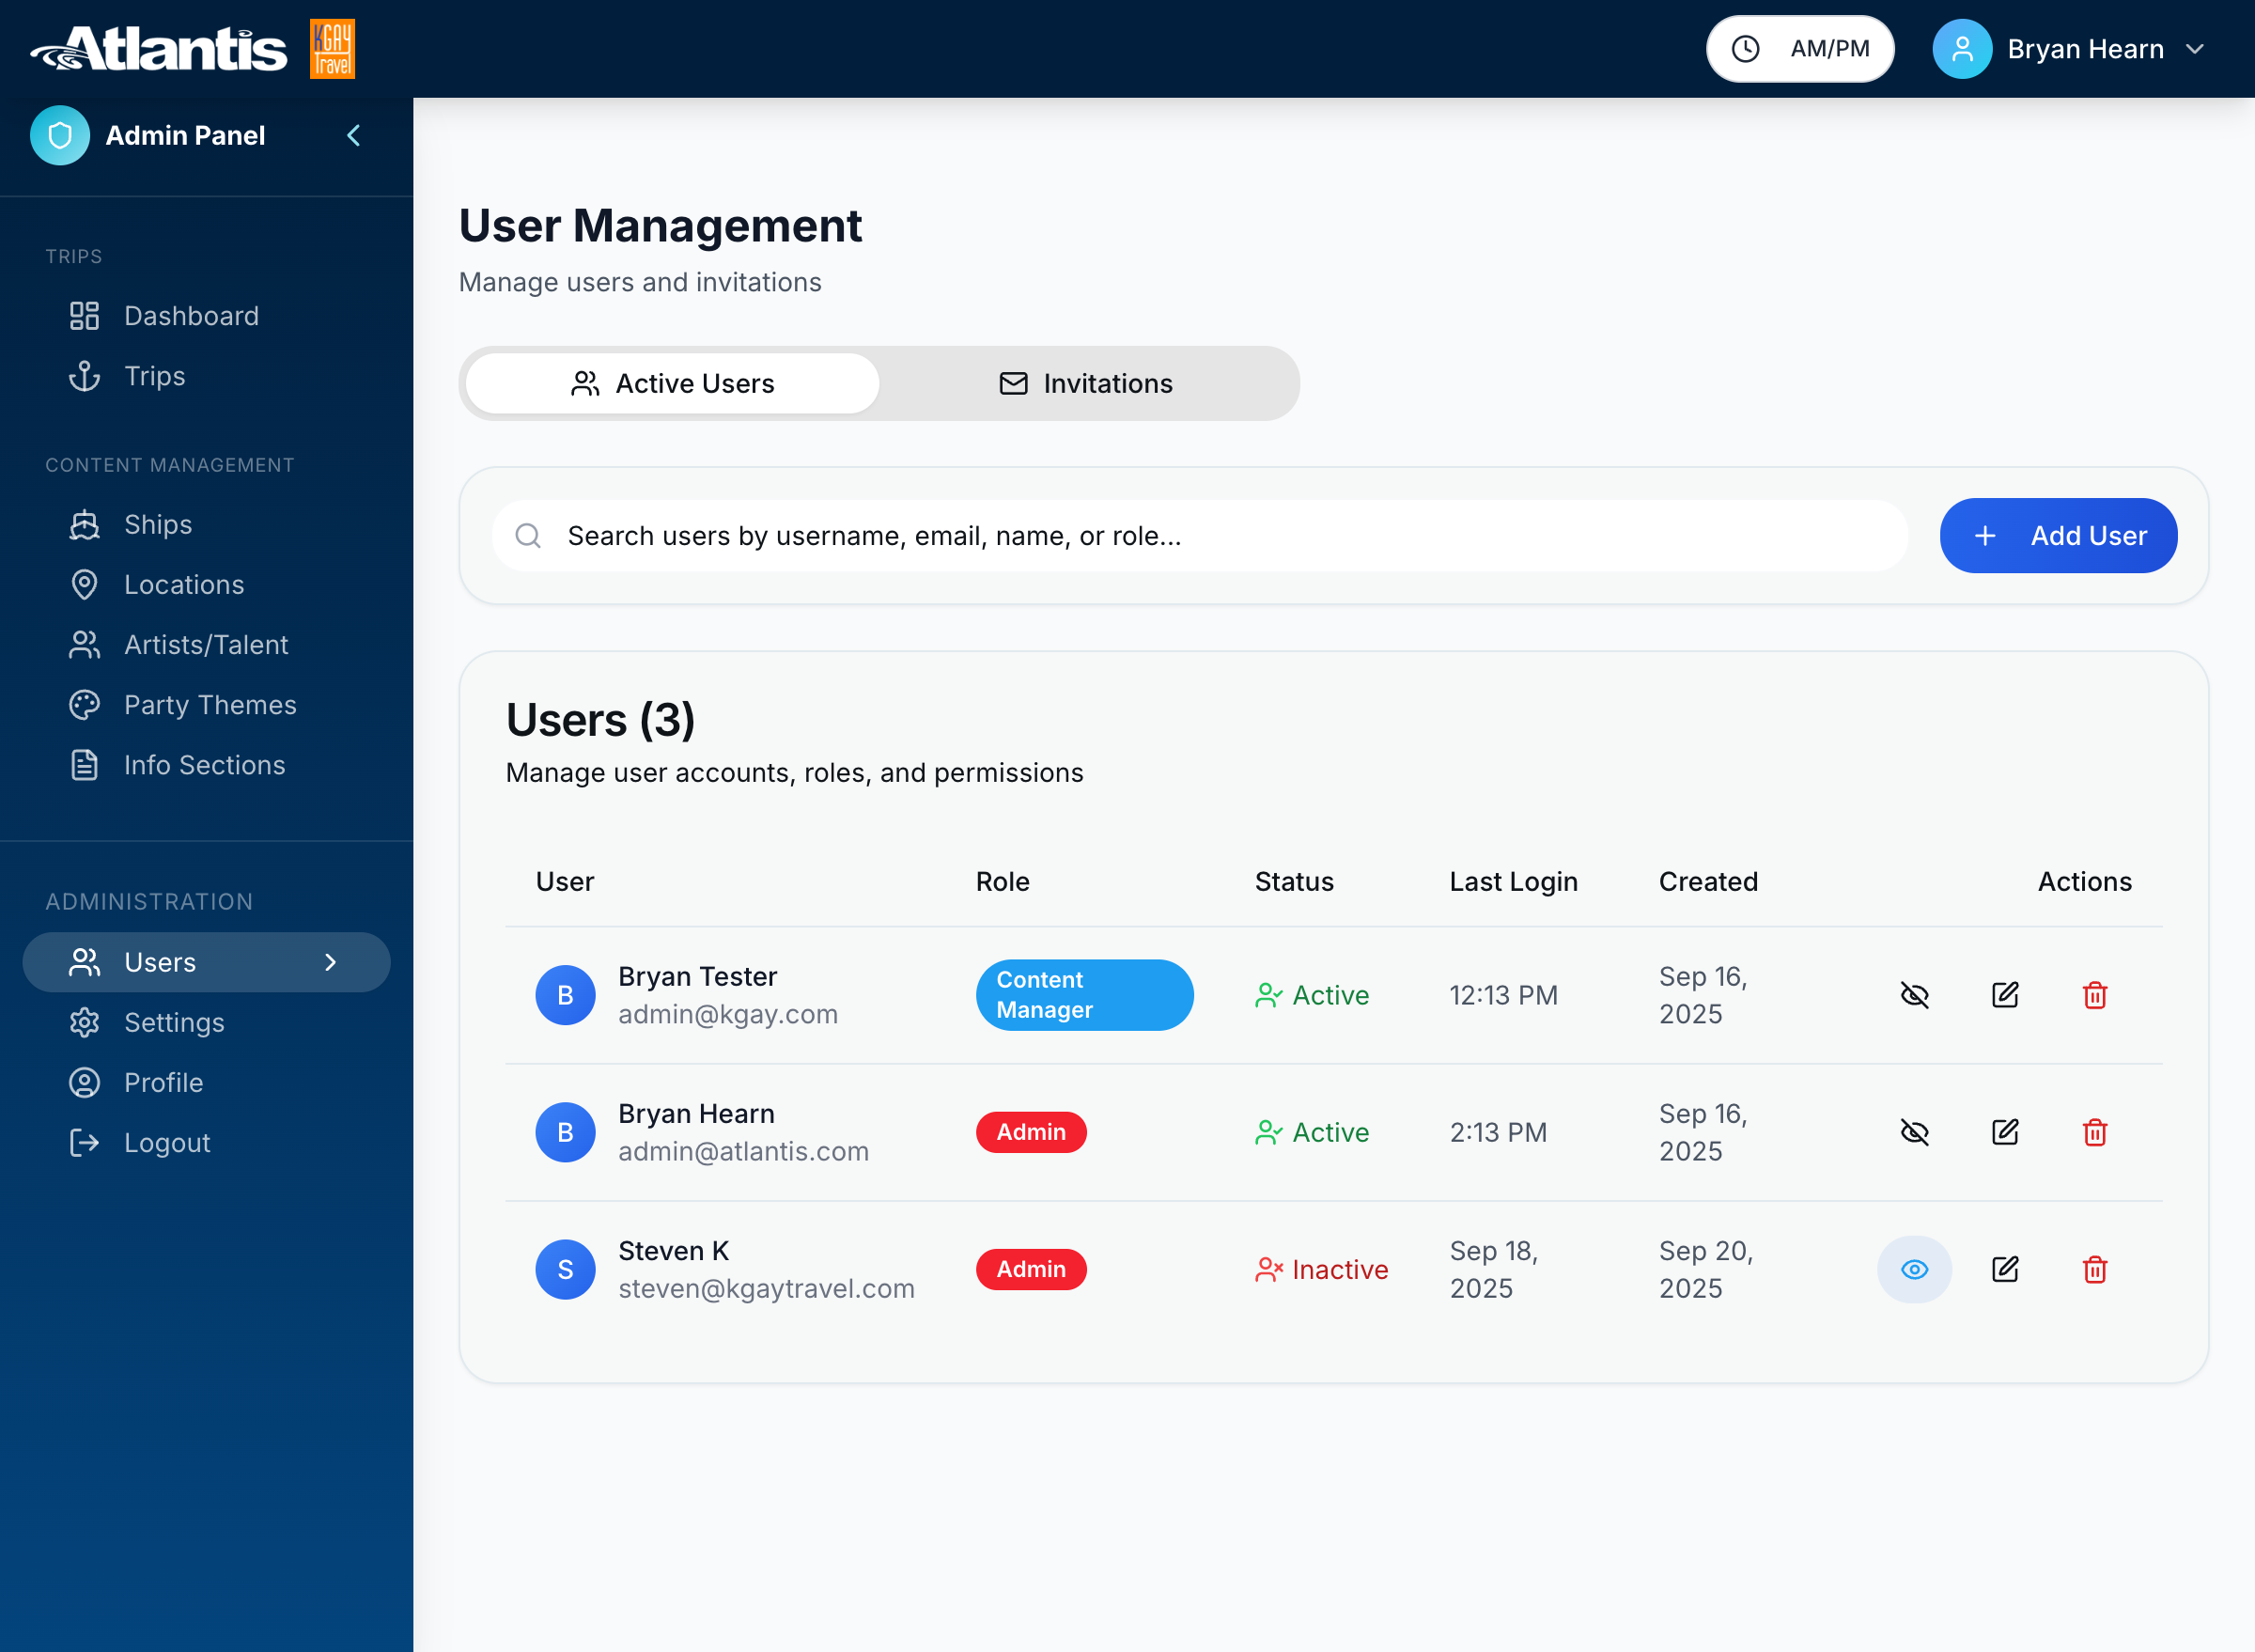 Atlantis
KGAY
Travel
AM/PM
Bryan Hearn
Admin Panel
TRIPS
Dashboard
Trips
CONTENT MANAGEMENT
Ships
Locations
Artists/Talent
Party Themes
Info Sections
ADMINISTRATION
Users
Settings
Profile
Logout
User Management
Manage users and invitations
Active Users
Invitations
Search users by username, email, name, or role...
Add User
Users (3)
Manage user accounts, roles, and permissions
User Role Status Last Login Created Actions
B
Bryan Tester
admin@kgay.com
Content
Manager
Active
12:13 PM
Sep 16,
2025
B
Bryan Hearn
admin@atlantis.com
Admin
Active
2:13 PM
Sep 16,
2025
S
Steven K
steven@kgaytravel.com
Admin
Inactive
Sep 18,
2025
Sep 20,
2025